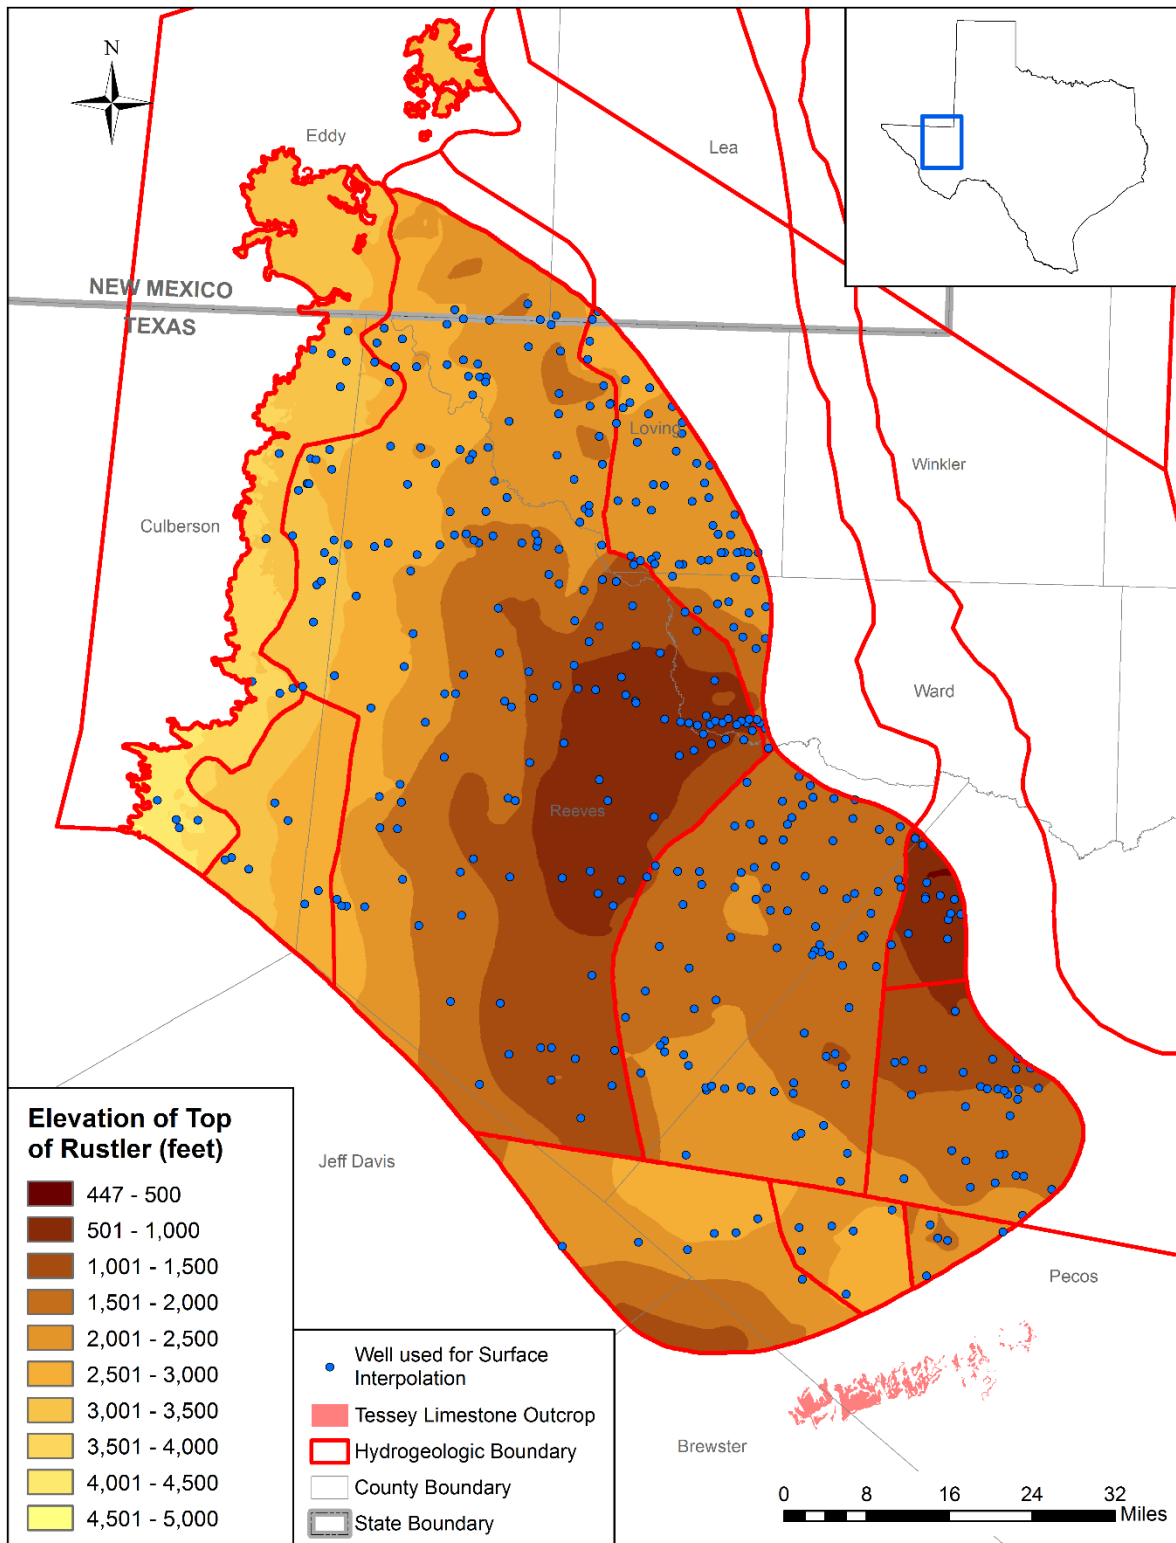 N
Eddy
Lea
NEW MEXICO
TEXAS
Loving
Winkler
Culberson
Ward
Reeves
Jeff Davis
Pecos
Brewster
Elevation of Top
of Rustler (feet)
447 - 500
501 - 1,000
1,001 - 1,500
1,501 - 2,000
2,001 - 2,500
2,501 - 3,000
3,001 - 3,500
3,501 - 4,000
4,001 - 4,500
4,501 - 5,000
Well used for Surface
Interpolation
Tessey Limestone Outcrop
Hydrogeologic Boundary
County Boundary
State Boundary
0 8 16 24 32
Miles